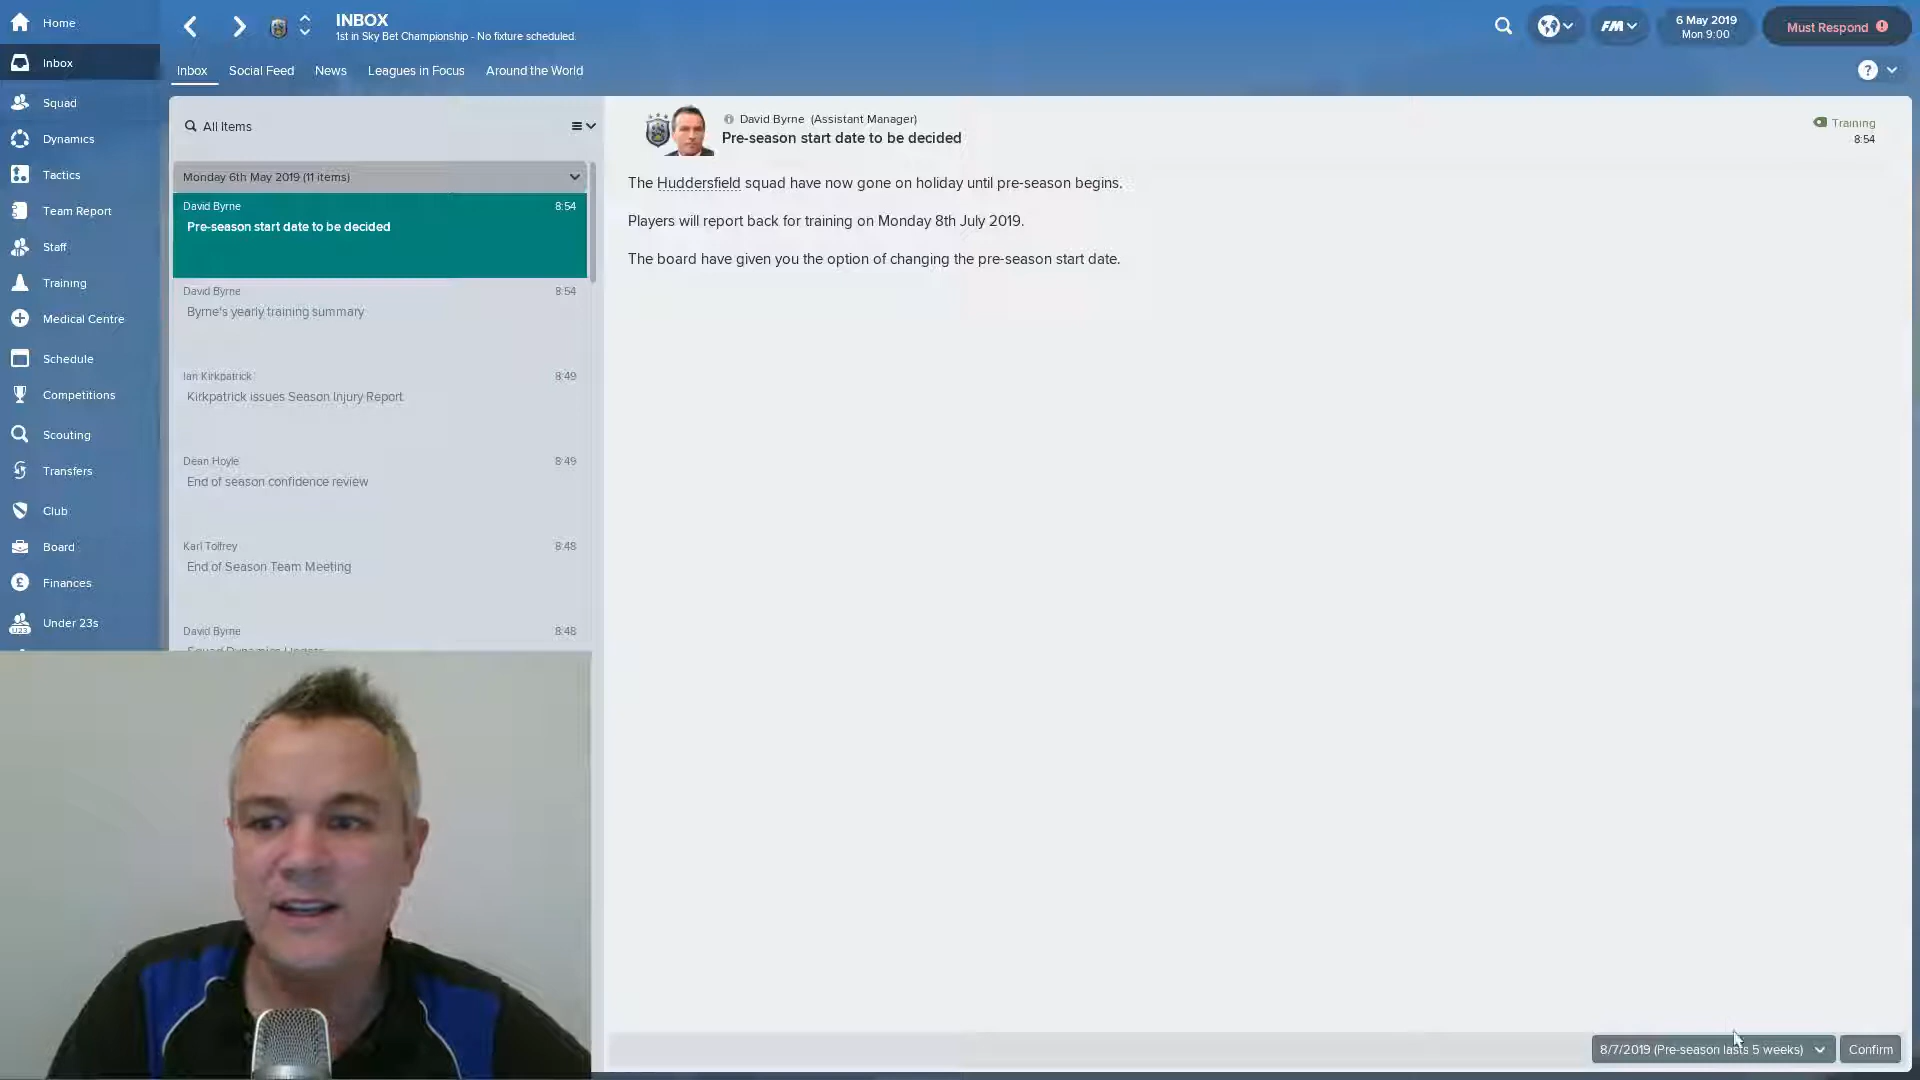 Home
Inbox
Squad
Dynamics
Tactics
Team Report
Staff
Training
Medical Centre
Schedule
Competitions
Scouting
Transfers
Club
Board
Finances
Under 23s
INBOX
1st in Sky Bet Championship - No fixture scheduled.
FM
6 May 2019
Mon 9:00
Must Respond
Inbox
Social Feed
News
Leagues in Focus
Around the World
All Items
Monday 6th May 2019 (11 items)
David Byrne 8:54
Pre-season start date to be decided
David Byrne 8:54
Byrne's yearly training summary
Ian Kirkpatrick 8:49
Kirkpatrick issues Season Injury Report
Dean Hoyle 8:49
End of season confidence review
Karl Tolfrey 8:48
End of Season Team Meeting
David Byrne 8:48
Squad Dynamics Update
David Byrne (Assistant Manager)
Pre-season start date to be decided
Training
8:54
The Huddersfield squad have now gone on holiday until pre-season begins.
Players will report back for training on Monday 8th July 2019.
The board have given you the option of changing the pre-season start date.
8/7/2019 (Pre-season lasts 5 weeks)
Confirm